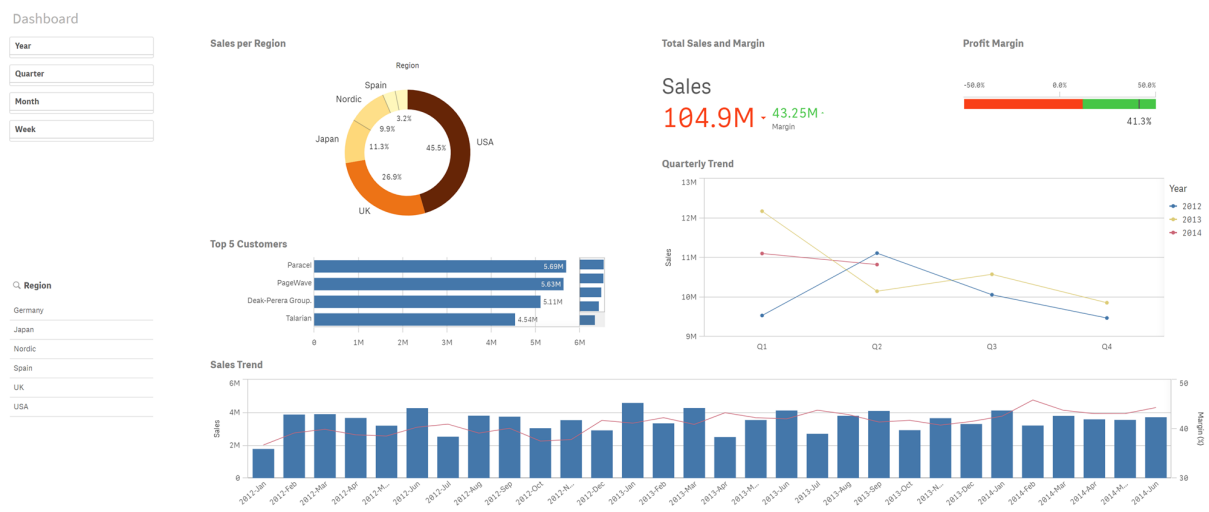 Dashboard
Year
Quarter
Month
Week
Region
Germany
Japan
Nordic
Spain
UK
USA
Sales per Region
Region
Spain
Nordic
Japan
UK
USA
3.2%
9.9%
11.3%
26.9%
45.5%
Top 5 Customers
Paracel
5.69M
PageWave
5.63M
Deak-Perera Group.
5.11M
Talarian
4.54M
0 1M 2M 3M 4M 5M 6M
Total Sales and Margin
Sales
104.9M
43.25M
Margin
Profit Margin
-50.0% 0.0% 50.0%
41.3%
Quarterly Trend
Sales
13M
12M
11M
10M
9M
Q1 Q2 Q3 Q4
Year
2012
2013
2014
Sales Trend
Sales
6M
4M
2M
0
50
40
30
Margin (%)
2012-Jan
2012-Feb
2012-Mar
2012-Apr
2012-M...
2012-Jun
2012-Jul
2012-Aug
2012-Sep
2012-Oct
2012-N...
2012-Dec
2013-Jan
2013-Feb
2013-Mar
2013-Apr
2013-M...
2013-Jun
2013-Jul
2013-Aug
2013-Sep
2013-Oct
2013-N...
2013-Dec
2014-Jan
2014-Feb
2014-Mar
2014-Apr
2014-M...
2014-Jun